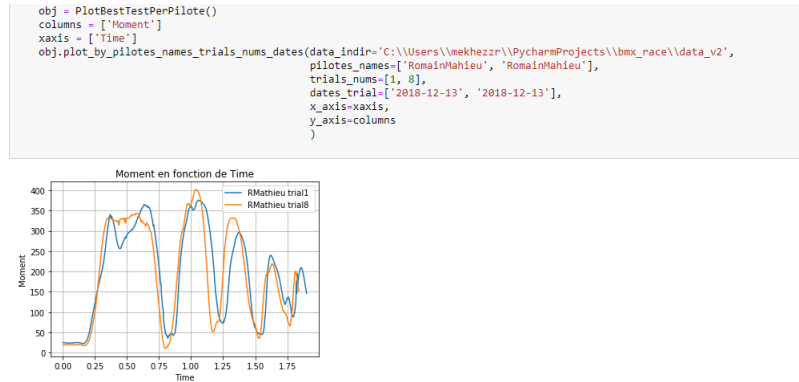 obj = PlotBestTestPerPilote()
columns = ['Moment']
xaxis = ['Time']
obj.plot_by_pilotes_names_trials_nums_dates(data_indir='C:\\Users\\mekhezzr\\PycharmProjects\\bmx_race\\data_v2',
pilotes_names=['RomainMahieu', 'RomainMahieu'],
trials_nums=[1, 8],
dates_trial=['2018-12-13', '2018-12-13'],
x_axis=xaxis,
y_axis=columns
)
Moment en fonction de Time
RMathieu trial1
RMathieu trial8
400
350
300
250
200
150
100
50
0
Moment
0.00 0.25 0.50 0.75 1.00 1.25 1.50 1.75
Time